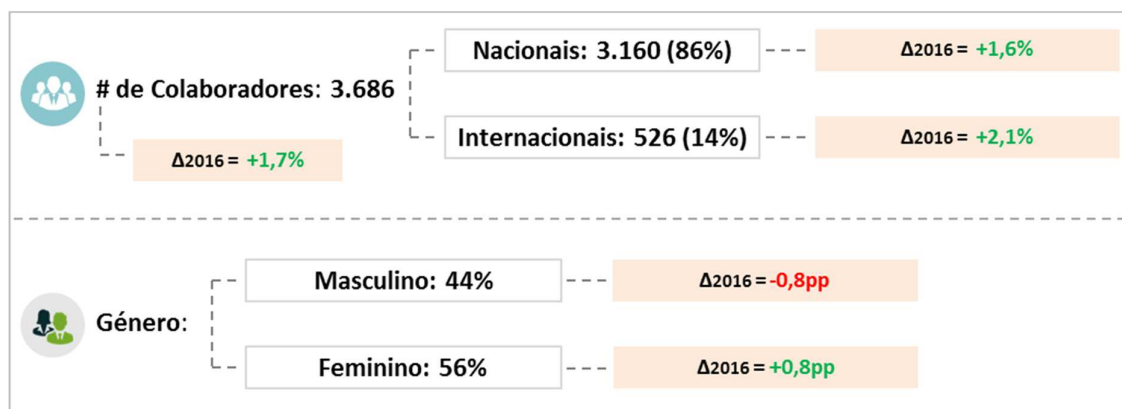 Nacionais: 3.160 (86%)
Δ2016 = +1,6%
# de Colaboradores: 3.686
Internacionais: 526 (14%)
Δ2016 = +2,1%
Δ2016 = +1,7%
Masculino: 44%
Δ2016 = -0,8pp
Género:
Feminino: 56%
Δ2016 = +0,8pp